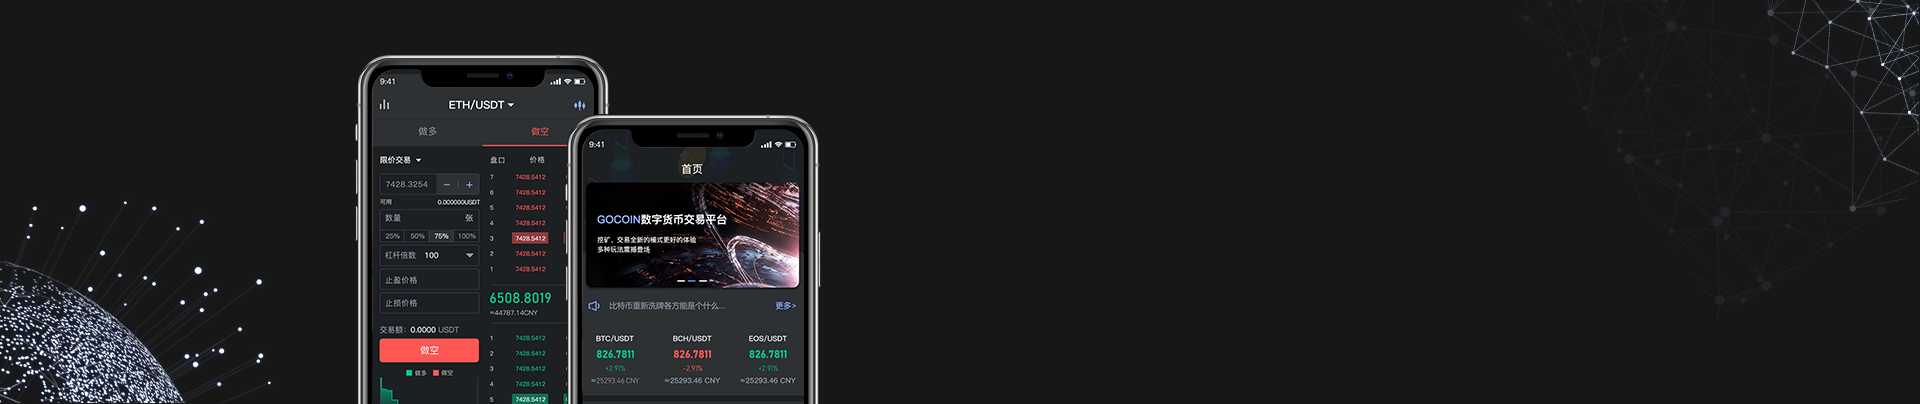 9:41
ETH/USDT
做多 做空
限价交易
盘口 价格
7428.3254 − +
可用 0.000000USDT
数量 张
25% 50% 75% 100%
杠杆倍数 100
止盈价格
止损价格
交易额: 0.0000 USDT
做空
做多 做空
7 7428.5412
6 7428.5412
5 7428.5412
4 7428.5412
3 7428.5412
2 7428.5412
1 7428.5412
6508.8019
≈44787.14CNY
1 7428.5412
2 7428.5412
3 7428.5412
4 7428.5412
5 7428.5412
9:41
首页
GOCOIN数字货币交易平台
挖矿、交易全新的模式更好的体验
多种玩法震撼登场
比特币重新洗牌各方能是个什么... 更多>
BTC/USDT BCH/USDT EOS/USDT
826.7811 826.7811 826.7811
+2.91% -2.91% +2.91%
≈25293.46 CNY ≈25293.46 CNY ≈25293.46 CNY